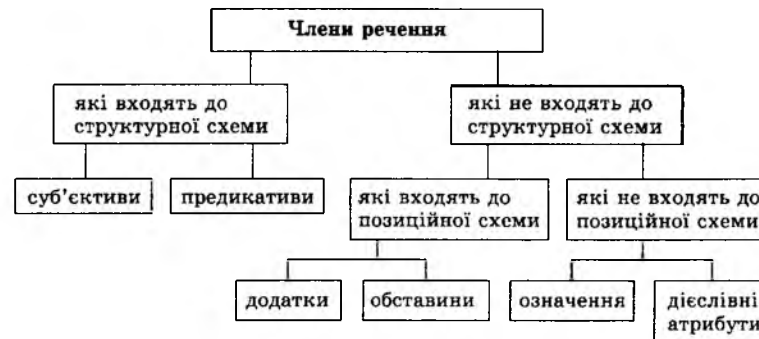 Члени речення
які входять до
структурної схеми
які не входять до
структурної схеми
суб'єктиви
предикативи
які входять до
позиційної схеми
які не входять до
позиційної схеми
додатки
обставини
означення
дієслівні
атрибути